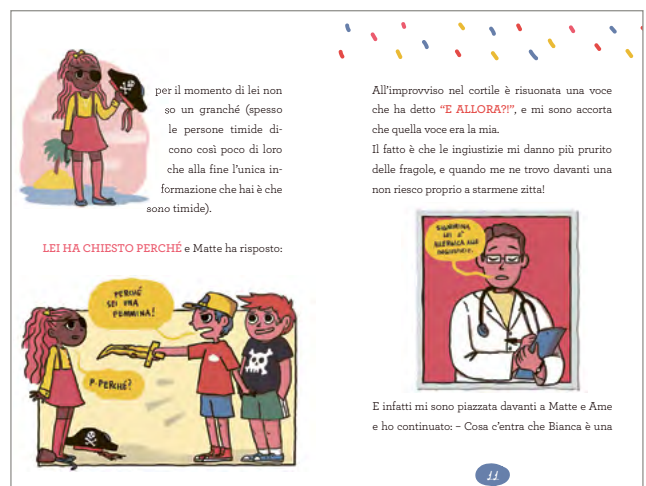 per il momento di lei non
so un granché (spesso
le persone timide di-
cono così poco di loro
che alla fine l'unica in-
formazione che hai è che
sono timide).
LEI HA CHIESTO PERCHÉ e Matte ha risposto:
PERCHÉ
SEI UNA
FEMMINA!
P-PERCHÉ?
All'improvviso nel cortile è risuonata una voce
che ha detto "E ALLORA?!", e mi sono accorta
che quella voce era la mia.
Il fatto è che le ingiustizie mi danno più prurito
delle fragole, e quando me ne trovo davanti una
non riesco proprio a starmene zitta!
SIGNORINA,
LEI È
ALLERGICA ALLE
INGIUSTIZIE.
E infatti mi sono piazzata davanti a Matte e Ame
e ho continuato: – Cosa c'entra che Bianca è una
11